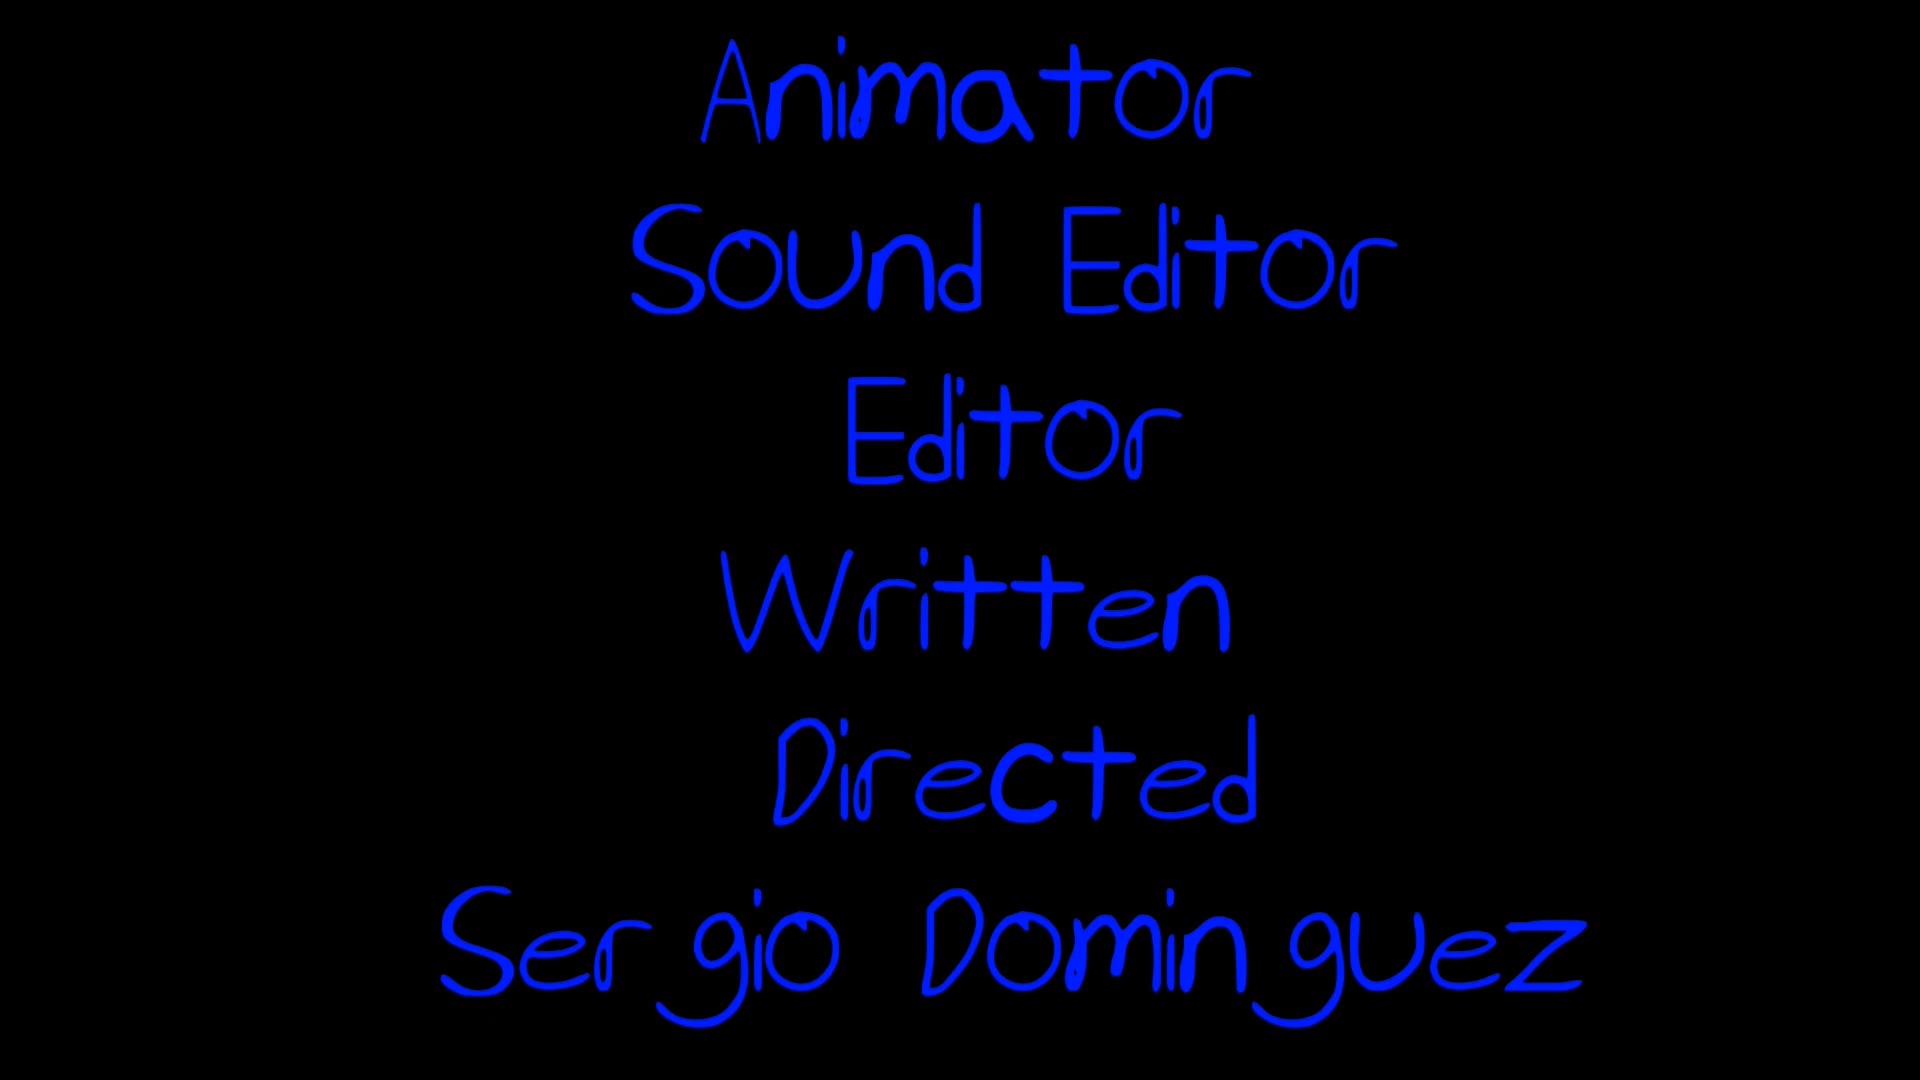 Animator
Sound Editor
Editor
Written
Directed
Sergio Dominguez